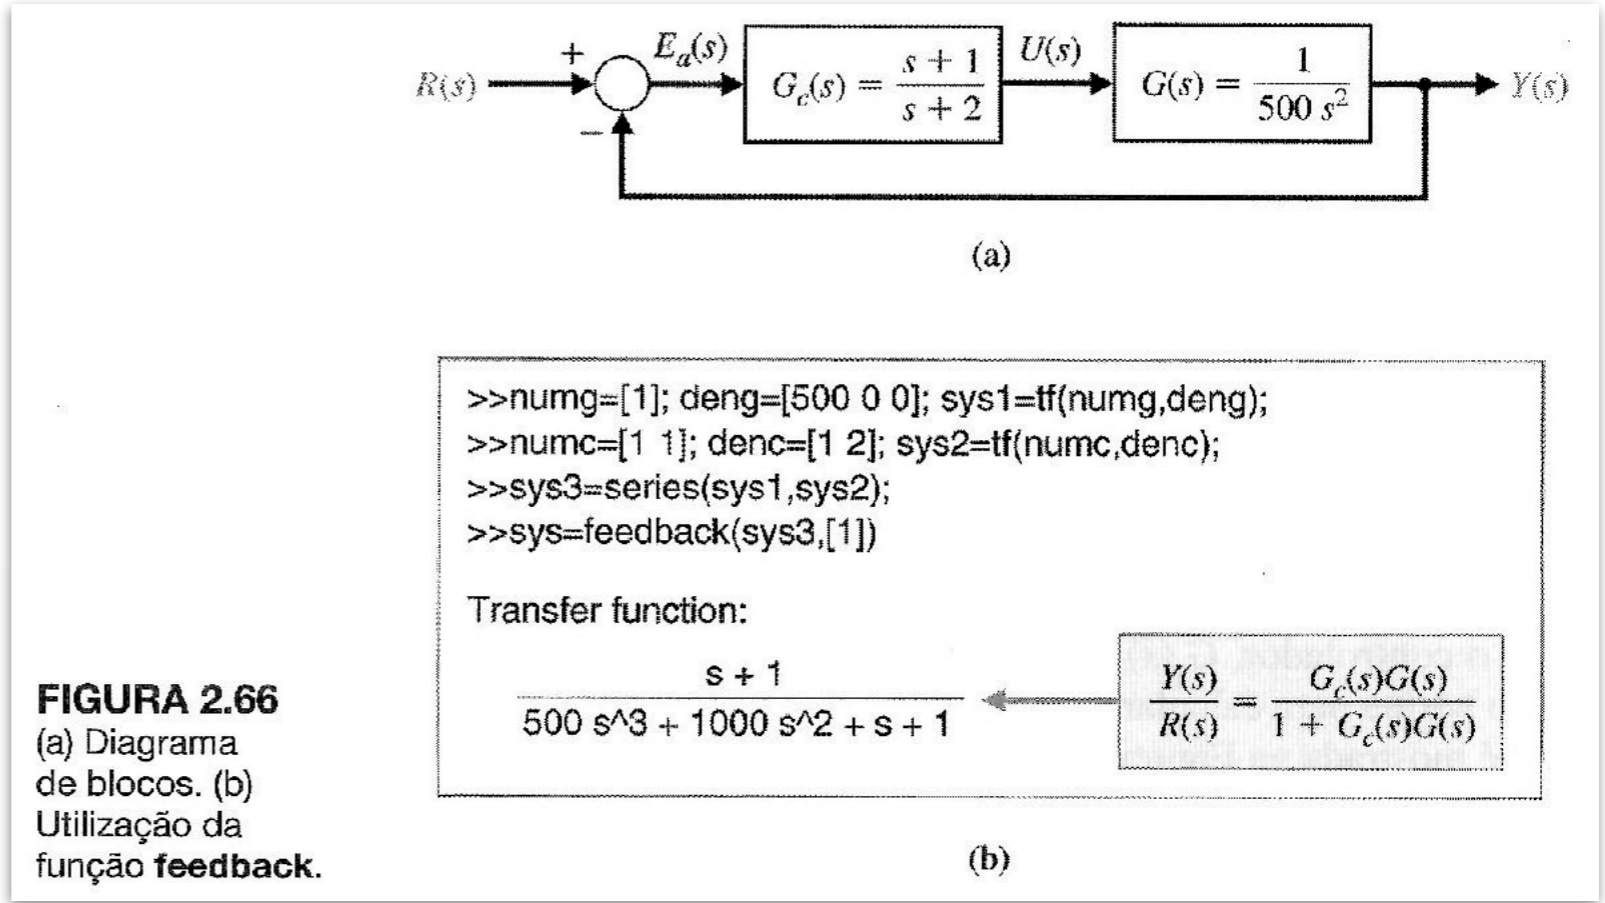 R(s) + − E_a(s) G_c(s) = (s + 1)/(s + 2) U(s) G(s) = 1/(500 s²) Y(s)
(a)
>>numg=[1]; deng=[500 0 0]; sys1=tf(numg,deng);
>>numc=[1 1]; denc=[1 2]; sys2=tf(numc,denc);
>>sys3=series(sys1,sys2);
>>sys=feedback(sys3,[1])
Transfer function:
s + 1
500 s^3 + 1000 s^2 + s + 1
Y(s)/R(s) = G_c(s)G(s)/(1 + G_c(s)G(s))
(b)
FIGURA 2.66
(a) Diagrama
de blocos. (b)
Utilização da
função feedback.